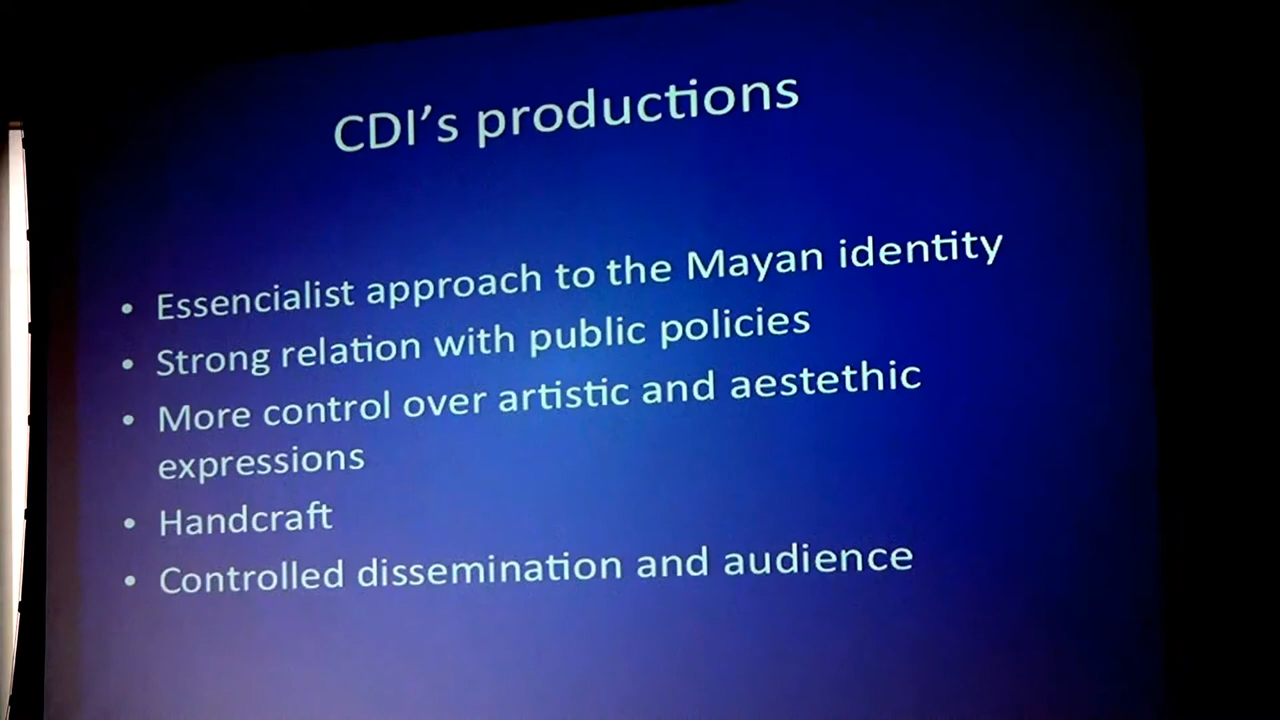 CDI's productions
• Essencialist approach to the Mayan identity
• Strong relation with public policies
• More control over artistic and aestethic
expressions
• Handcraft
• Controlled dissemination and audience